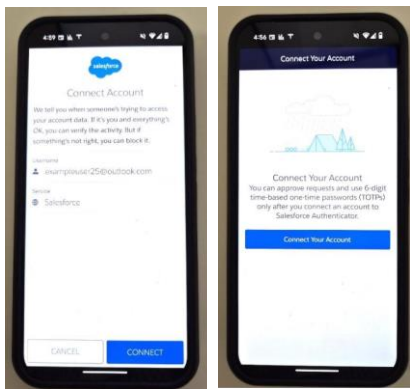 4:59
salesforce
Connect Account
We tell you when someone's trying to access
your account data. If it's you and everything's
OK, you can verify the activity. But if
something's not right, you can block it.
Username
exampleuser25@outlook.com
Service
Salesforce
CANCEL
CONNECT
4:56
Connect Your Account
Connect Your Account
You can approve requests and use 6-digit
time-based one-time passwords (TOTPs)
only after you connect an account to
Salesforce Authenticator.
Connect Your Account